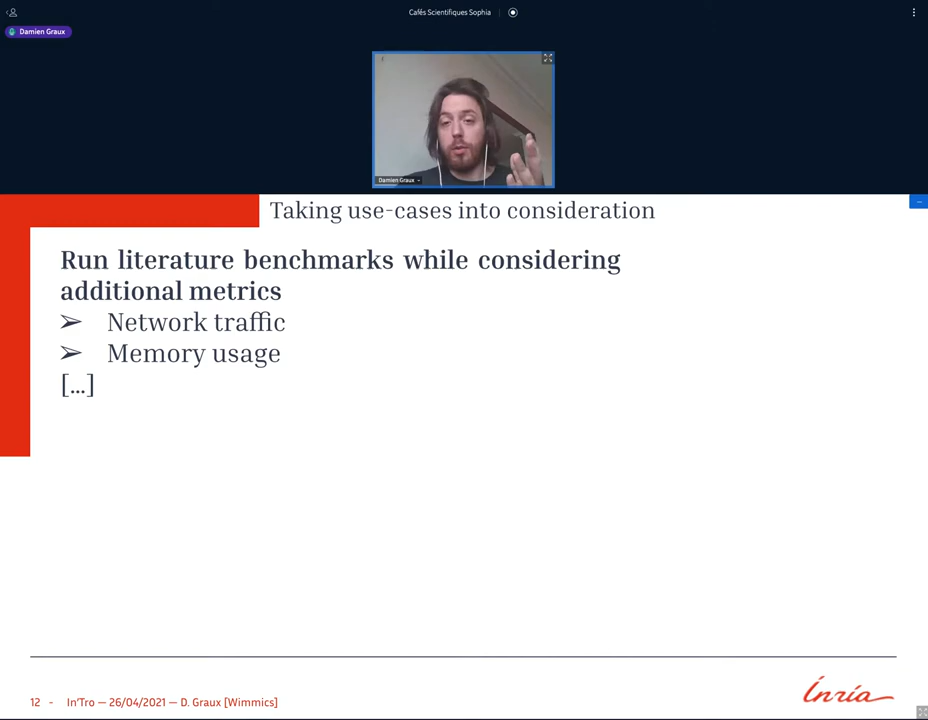 Cafés Scientifiques Sophia
Damien Graux
Damien Graux
Taking use-cases into consideration
Run literature benchmarks while considering
additional metrics
➢ Network traffic
➢ Memory usage
[...]
12 - In'Tro — 26/04/2021 — D. Graux [Wimmics]
Inria